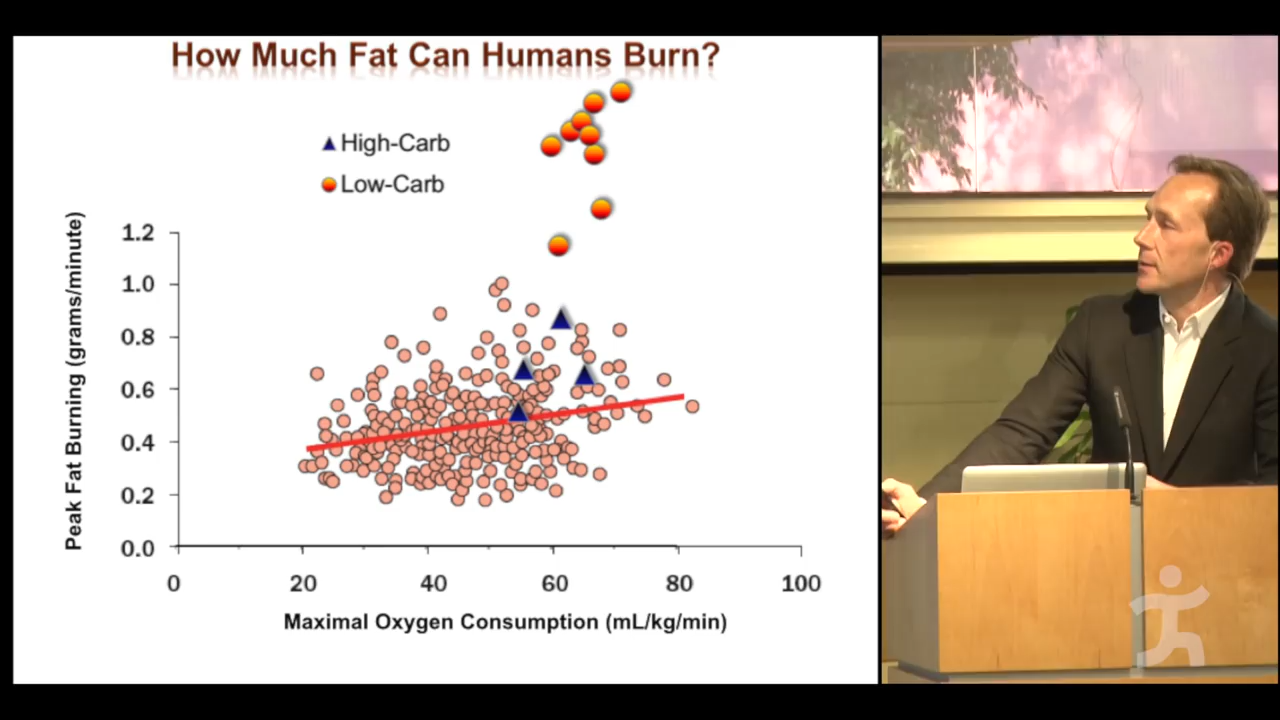 How Much Fat Can Humans Burn?
High-Carb
Low-Carb
Peak Fat Burning (grams/minute)
1.2
1.0
0.8
0.6
0.4
0.2
0.0
0
20
40
60
80
100
Maximal Oxygen Consumption (mL/kg/min)